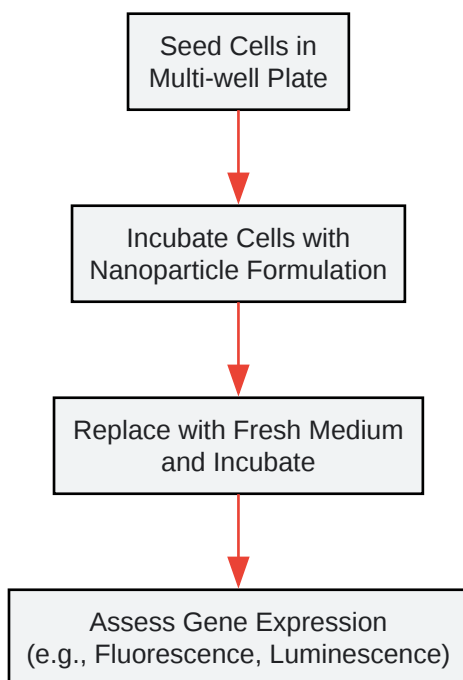 Seed Cells in
Multi-well Plate
Incubate Cells with
Nanoparticle Formulation
Replace with Fresh Medium
and Incubate
Assess Gene Expression
(e.g., Fluorescence, Luminescence)